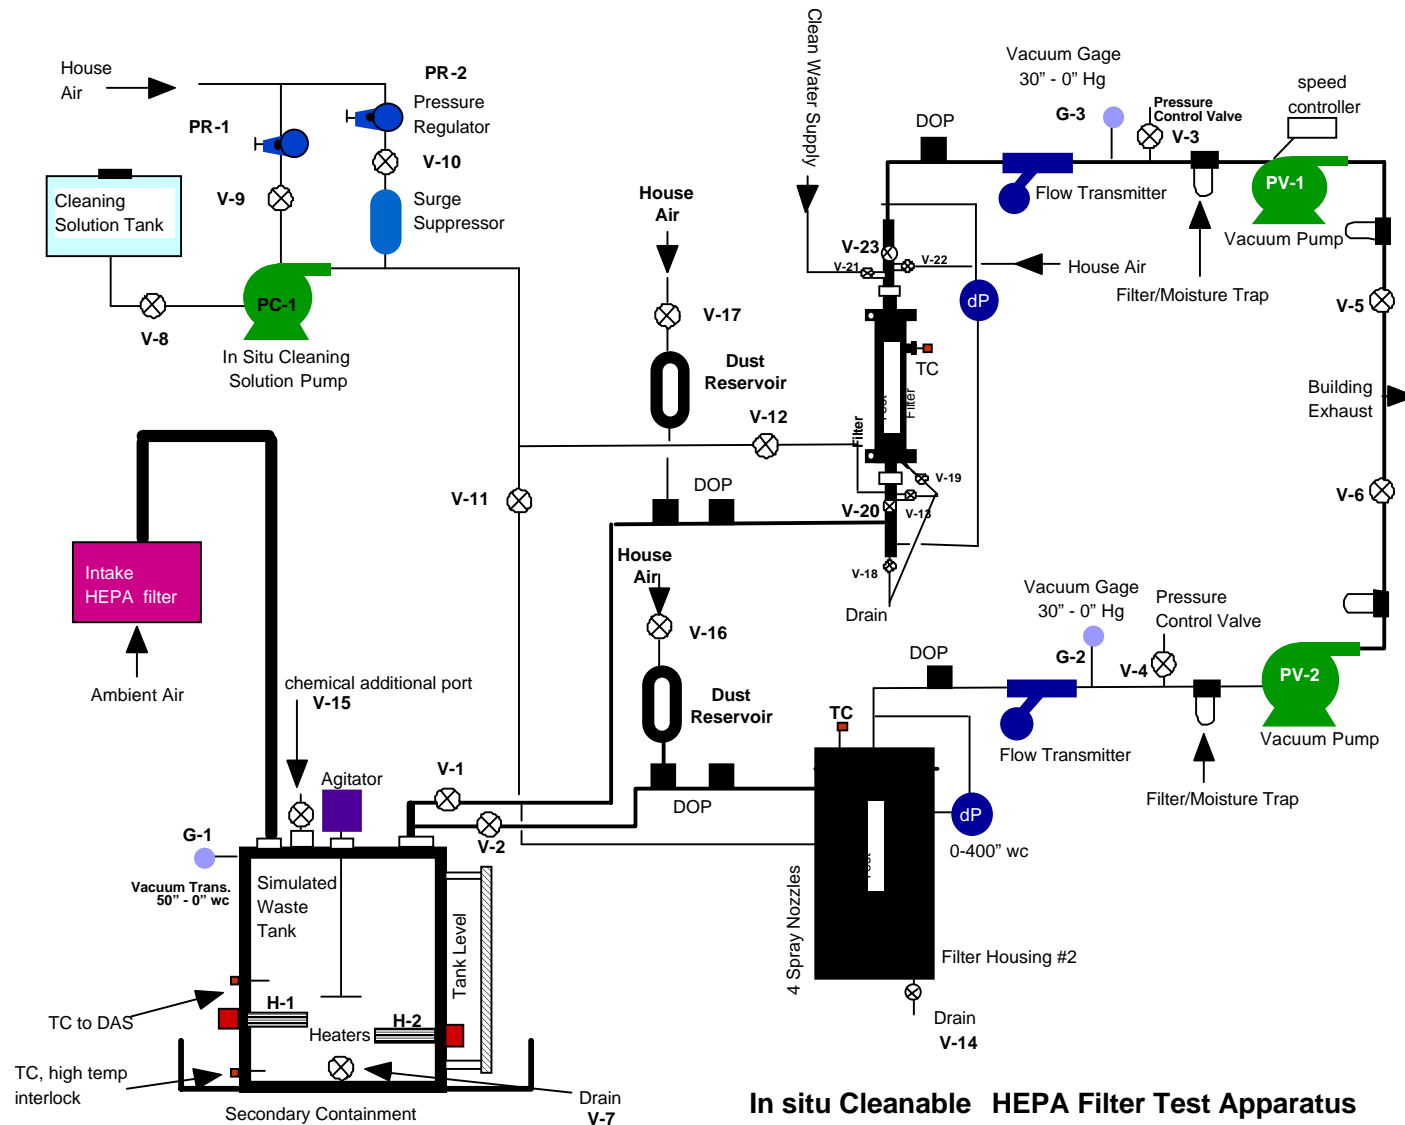 House
Air
PR-1
PR-2
Pressure
Regulator
V-10
V-9
Surge
Suppressor
Cleaning
Solution Tank
PC-1
V-8
In Situ Cleaning
Solution Pump
Clean Water Supply
House
Air
V-17
Dust
Reservoir
V-12
V-11
DOP
Vacuum Gage
30” - 0” Hg
G-3
Pressure
Control Valve
V-3
speed
controller
DOP
Flow Transmitter
PV-1
Vacuum Pump
Filter/Moisture Trap
V-23
V-21
V-22
House Air
dP
TC
Filter
Filter
V-19
V-20
V-13
V-18
Drain
V-5
Building
Exhaust
V-6
Intake
HEPA filter
Ambient Air
House
Air
V-16
Dust
Reservoir
DOP
Vacuum Gage
30” - 0” Hg
G-2
Pressure
Control Valve
V-4
DOP
Flow Transmitter
PV-2
Vacuum Pump
Filter/Moisture Trap
TC
dP
0-400” wc
4 Spray Nozzles
Filter Housing #2
Drain
V-14
chemical additional port
V-15
Agitator
V-1
V-2
G-1
Vacuum Trans.
50” - 0” wc
Simulated
Waste
Tank
Tank Level
H-1
H-2
Heaters
TC to DAS
TC, high temp
interlock
Drain
V-7
Secondary Containment
In situ Cleanable HEPA Filter Test Apparatus